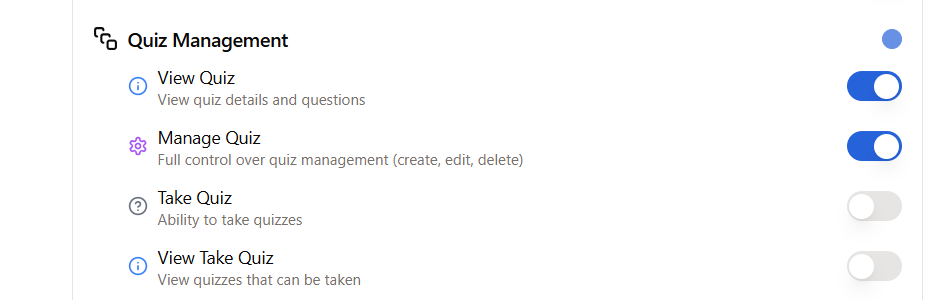 Quiz Management
View Quiz
View quiz details and questions
Manage Quiz
Full control over quiz management (create, edit, delete)
Take Quiz
Ability to take quizzes
View Take Quiz
View quizzes that can be taken